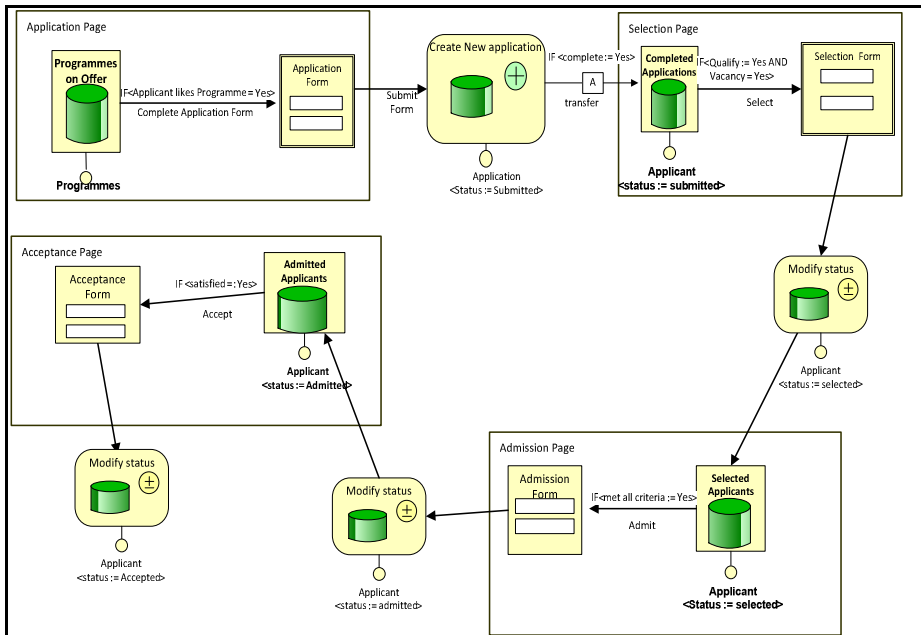 Application Page
Programmes
on Offer
IF<Applicant likes Programme = Yes>
Complete Application Form
Programmes
Application
Form
Submit
Form
Create New application
Application
<Status := Submitted>
IF <complete := Yes>
A
transfer
Selection Page
Completed
Applications
IF<Qualify := Yes AND
Vacancy = Yes>
Select
Selection Form
Applicant
<status := submitted>
Modify status
Applicant
<status := selected>
Acceptance Page
Acceptance
Form
IF <satisfied =:Yes>
Accept
Admitted
Applicants
Applicant
<status := Admitted>
Modify status
Applicant
<status := Accepted>
Modify status
Applicant
<status := admitted>
Admission Page
Admission
Form
IF<met all criteria := Yes>
Admit
Selected
Applicants
Applicant
<Status := selected>